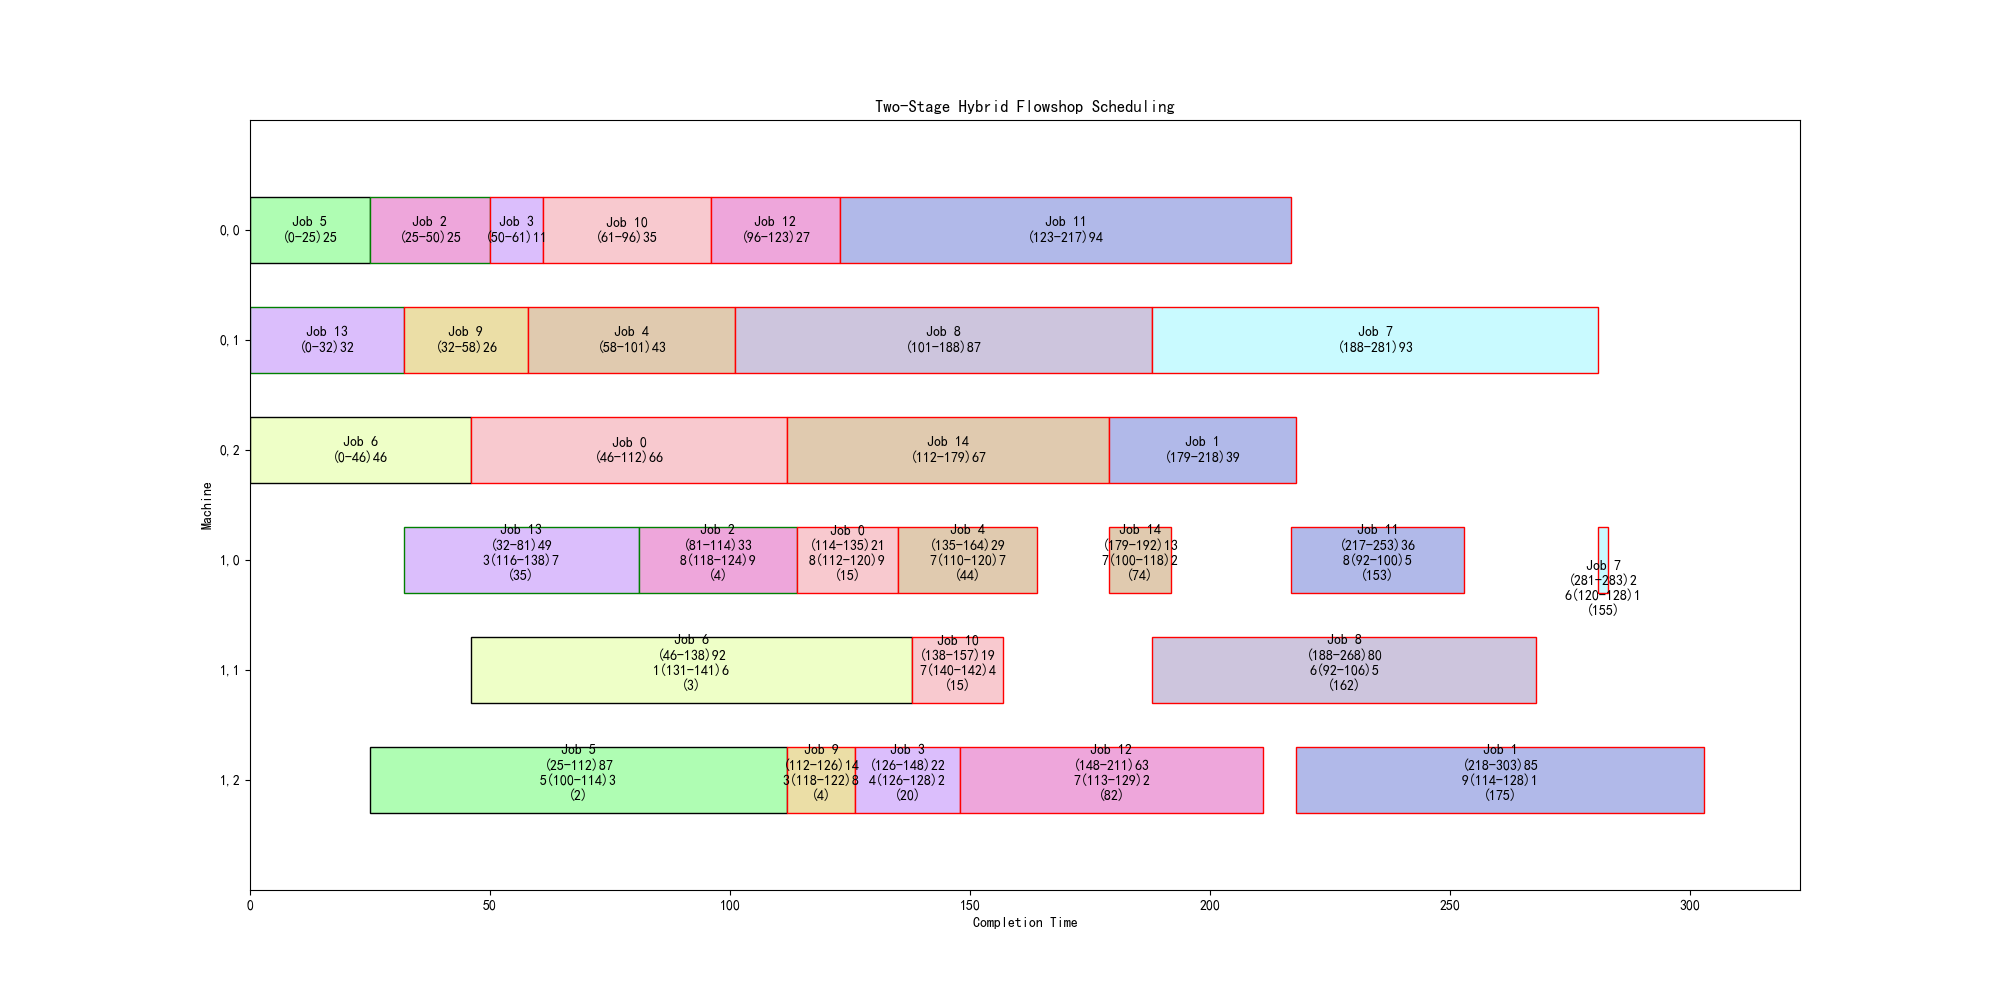 Two-Stage Hybrid Flowshop Scheduling
Machine
0,0
Job 5
(0-25)25
Job 2
(25-50)25
Job 3
(50-61)11
Job 10
(61-96)35
Job 12
(96-123)27
Job 11
(123-217)94
0,1
Job 13
(0-32)32
Job 9
(32-58)26
Job 4
(58-101)43
Job 8
(101-188)87
Job 7
(188-281)93
0,2
Job 6
(0-46)46
Job 0
(46-112)66
Job 14
(112-179)67
Job 1
(179-218)39
1,0
Job 13
(32-81)49
3(116-138)7
(35)
Job 2
(81-114)33
8(118-124)9
(4)
Job 0
(114-135)21
8(112-120)9
(15)
Job 4
(135-164)29
7(110-120)7
(44)
Job 14
(179-192)13
7(100-118)2
(74)
Job 11
(217-253)36
8(92-100)5
(153)
Job 7
(281-283)2
6(120-128)1
(155)
1,1
Job 6
(46-138)92
1(131-141)6
(3)
Job 10
(138-157)19
7(140-142)4
(15)
Job 8
(188-268)80
6(92-106)5
(162)
1,2
Job 5
(25-112)87
5(100-114)3
(2)
Job 9
(112-126)14
3(118-122)8
(4)
Job 3
(126-148)22
4(126-128)2
(20)
Job 12
(148-211)63
7(113-129)2
(82)
Job 1
(218-303)85
9(114-128)1
(175)
0
50
100
150
200
250
300
Completion Time